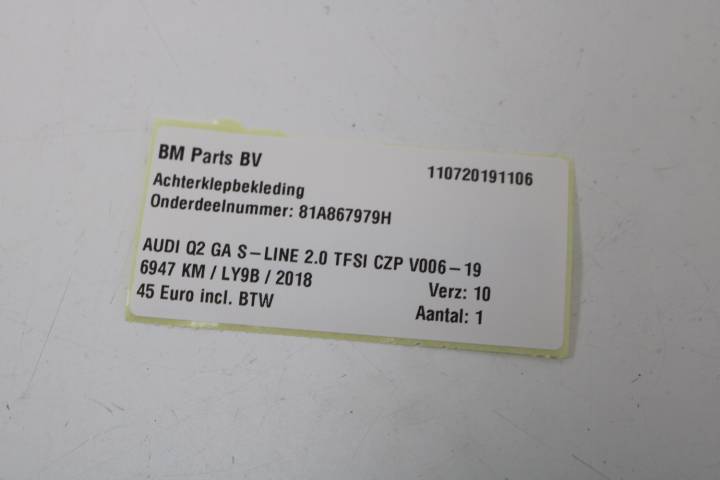 BM Parts BV
110720191106
Achterklepbekleding
Onderdeelnummer: 81A867979H
AUDI Q2 GA S-LINE 2.0 TFSI CZP V006-19
6947 KM / LY9B / 2018
Verz: 10
45 Euro incl. BTW
Aantal: 1